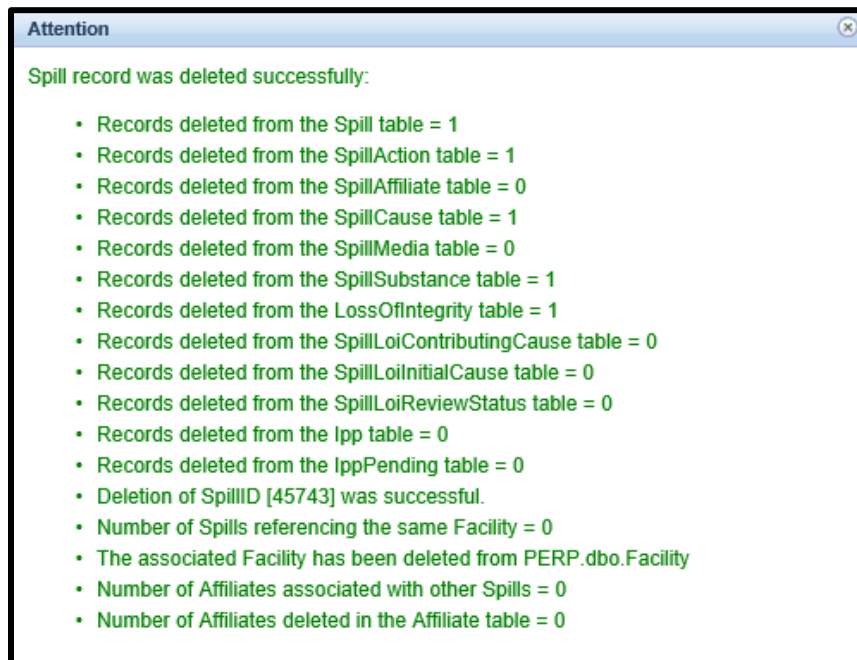 Attention
Spill record was deleted successfully:
• Records deleted from the Spill table = 1
• Records deleted from the SpillAction table = 1
• Records deleted from the SpillAffiliate table = 0
• Records deleted from the SpillCause table = 1
• Records deleted from the SpillMedia table = 0
• Records deleted from the SpillSubstance table = 1
• Records deleted from the LossOfIntegrity table = 1
• Records deleted from the SpillLoiContributingCause table = 0
• Records deleted from the SpillLoiInitialCause table = 0
• Records deleted from the SpillLoiReviewStatus table = 0
• Records deleted from the Ipp table = 0
• Records deleted from the IppPending table = 0
• Deletion of SpillID [45743] was successful.
• Number of Spills referencing the same Facility = 0
• The associated Facility has been deleted from PERP.dbo.Facility
• Number of Affiliates associated with other Spills = 0
• Number of Affiliates deleted in the Affiliate table = 0